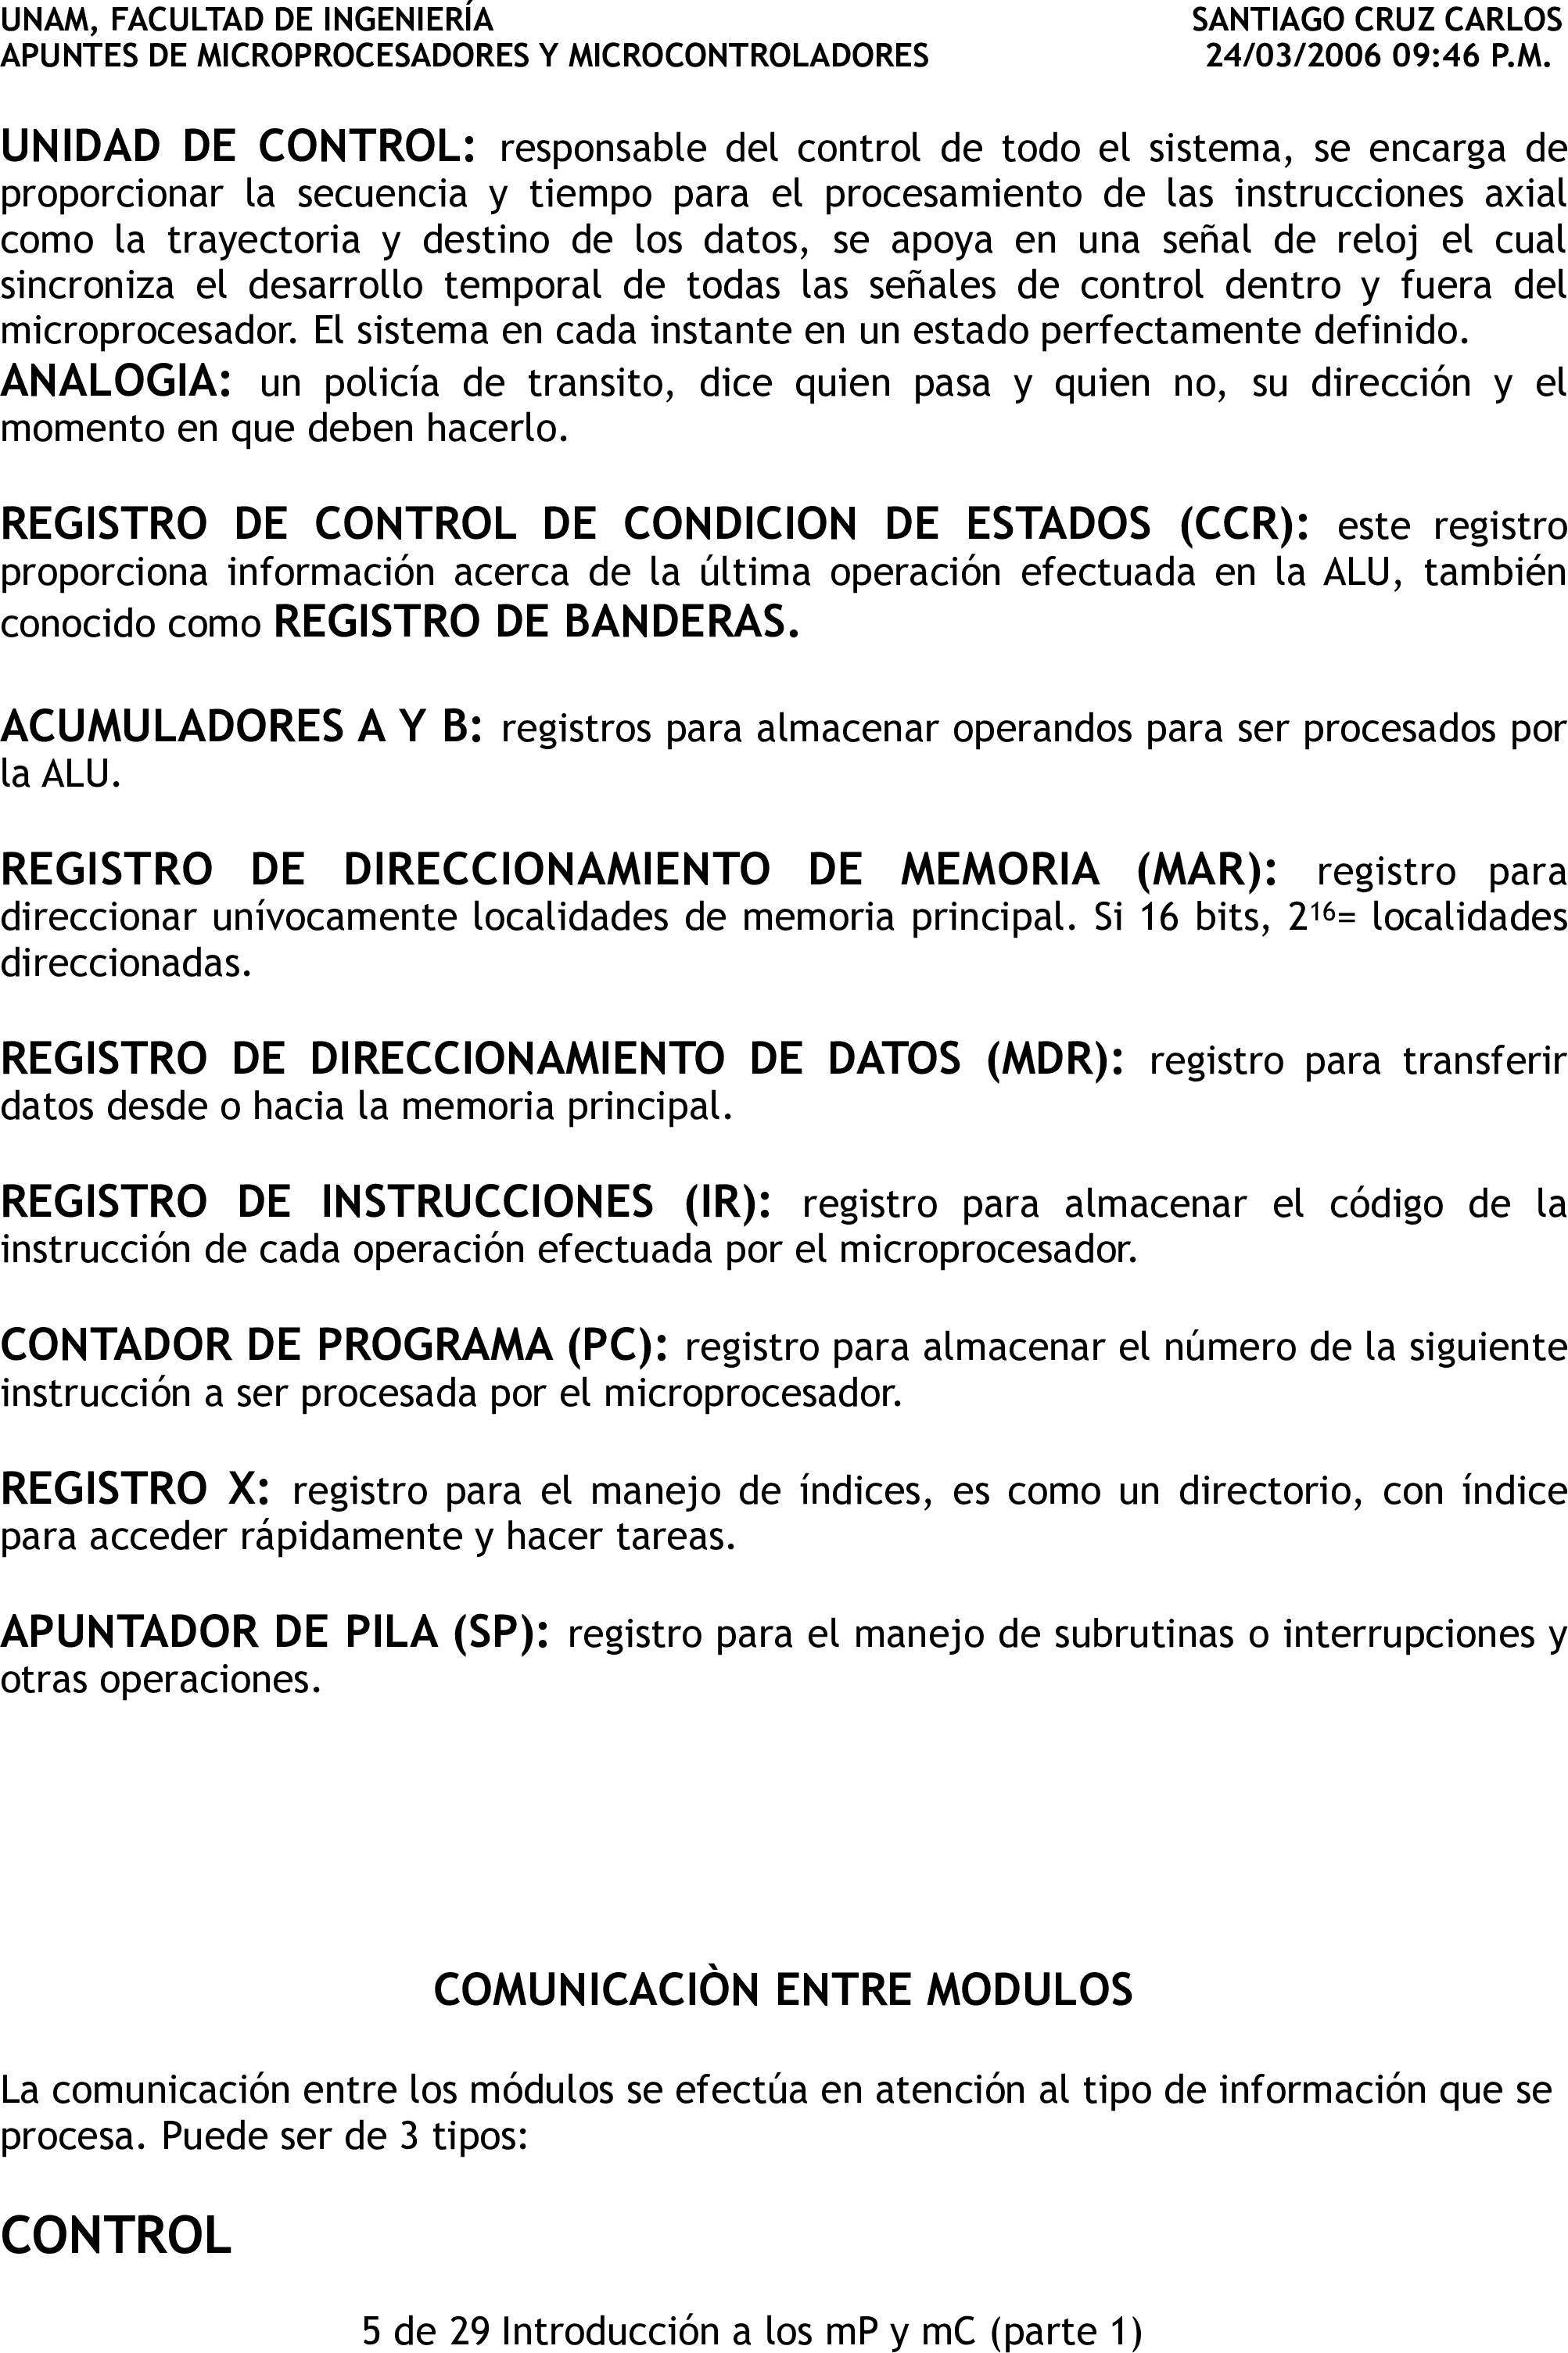 UNAM, FACULTAD DE INGENIERÍA SANTIAGO CRUZ CARLOS
APUNTES DE MICROPROCESADORES Y MICROCONTROLADORES 24/03/2006 09:46 P.M.
UNIDAD DE CONTROL: responsable del control de todo el sistema, se encarga de
proporcionar la secuencia y tiempo para el procesamiento de las instrucciones axial
como la trayectoria y destino de los datos, se apoya en una señal de reloj el cual
sincroniza el desarrollo temporal de todas las señales de control dentro y fuera del
microprocesador. El sistema en cada instante en un estado perfectamente definido.
ANALOGIA: un policía de transito, dice quien pasa y quien no, su dirección y el
momento en que deben hacerlo.
REGISTRO DE CONTROL DE CONDICION DE ESTADOS (CCR): este registro
proporciona información acerca de la última operación efectuada en la ALU, también
conocido como REGISTRO DE BANDERAS.
ACUMULADORES A Y B: registros para almacenar operandos para ser procesados por
la ALU.
REGISTRO DE DIRECCIONAMIENTO DE MEMORIA (MAR): registro para
direccionar unívocamente localidades de memoria principal. Si 16 bits, 2¹⁶= localidades
direccionadas.
REGISTRO DE DIRECCIONAMIENTO DE DATOS (MDR): registro para transferir
datos desde o hacia la memoria principal.
REGISTRO DE INSTRUCCIONES (IR): registro para almacenar el código de la
instrucción de cada operación efectuada por el microprocesador.
CONTADOR DE PROGRAMA (PC): registro para almacenar el número de la siguiente
instrucción a ser procesada por el microprocesador.
REGISTRO X: registro para el manejo de índices, es como un directorio, con índice
para acceder rápidamente y hacer tareas.
APUNTADOR DE PILA (SP): registro para el manejo de subrutinas o interrupciones y
otras operaciones.
COMUNICACIÒN ENTRE MODULOS
La comunicación entre los módulos se efectúa en atención al tipo de información que se
procesa. Puede ser de 3 tipos:
CONTROL
5 de 29 Introducción a los mP y mC (parte 1)